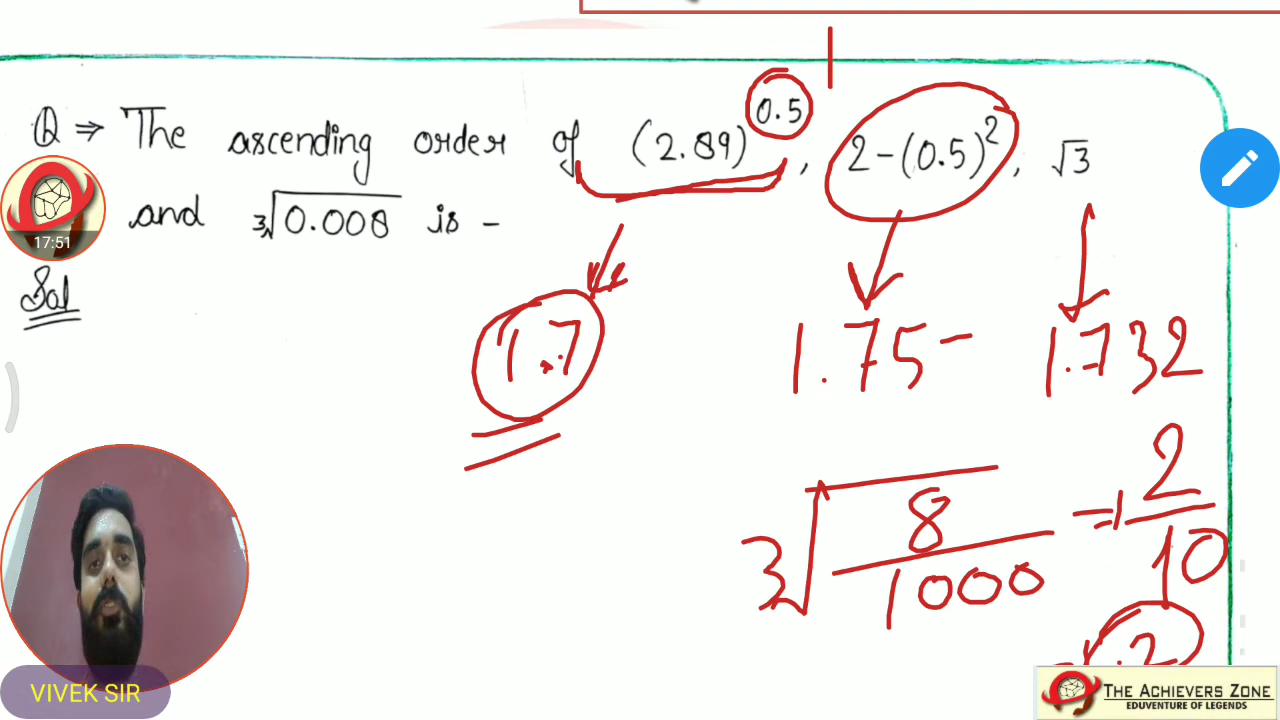 Q ⇒ The ascending order of (2.89)^0.5, 2-(0.5)^2, √3
and ∛0.008 is -
17:51
Sol
1.7
1.75-
1.732
∛8/1000 = 2/10
.2
VIVEK SIR
THE ACHIEVERS ZONE
EDUVENTURE OF LEGENDS